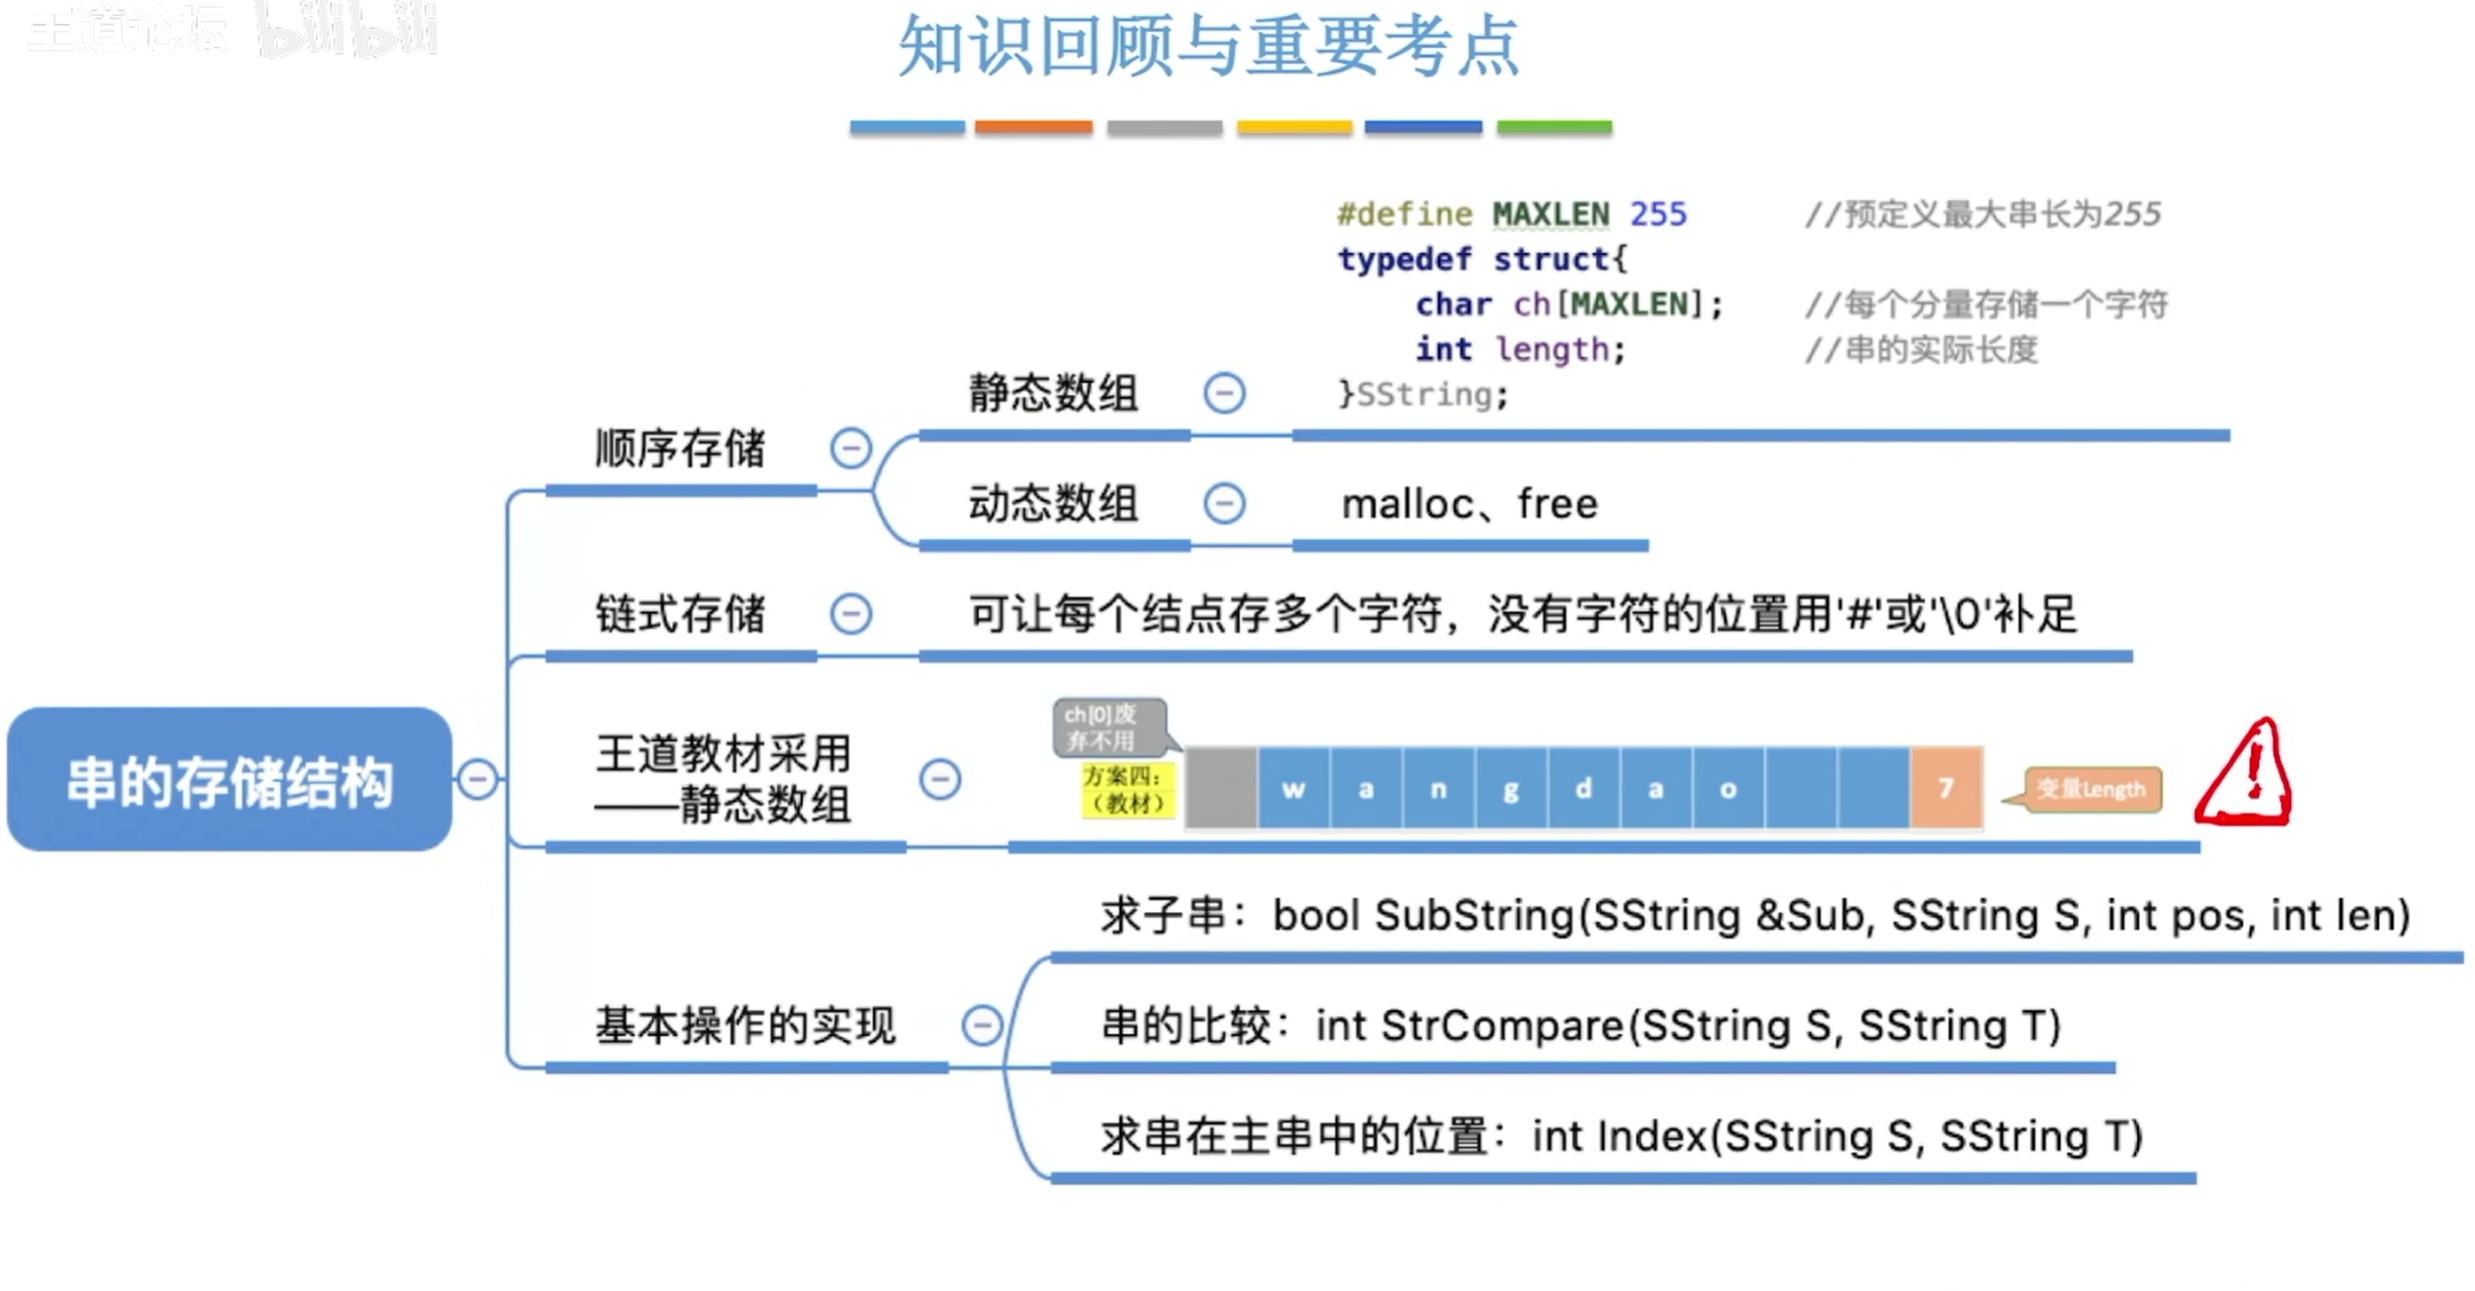 王道论坛 bilibili
知识回顾与重要考点
#define MAXLEN 255 //预定义最大串长为255
typedef struct{
char ch[MAXLEN]; //每个分量存储一个字符
int length; //串的实际长度
}SString;
静态数组
顺序存储
动态数组
malloc、free
链式存储
可让每个结点存多个字符，没有字符的位置用'#'或'\0'补足
串的存储结构
王道教材采用
——静态数组
ch[0]废
弃不用
方案四：
（教材）
w a n g d a o 7
变量Length
!
基本操作的实现
求子串：bool SubString(SString &Sub, SString S, int pos, int len)
串的比较：int StrCompare(SString S, SString T)
求串在主串中的位置：int Index(SString S, SString T)